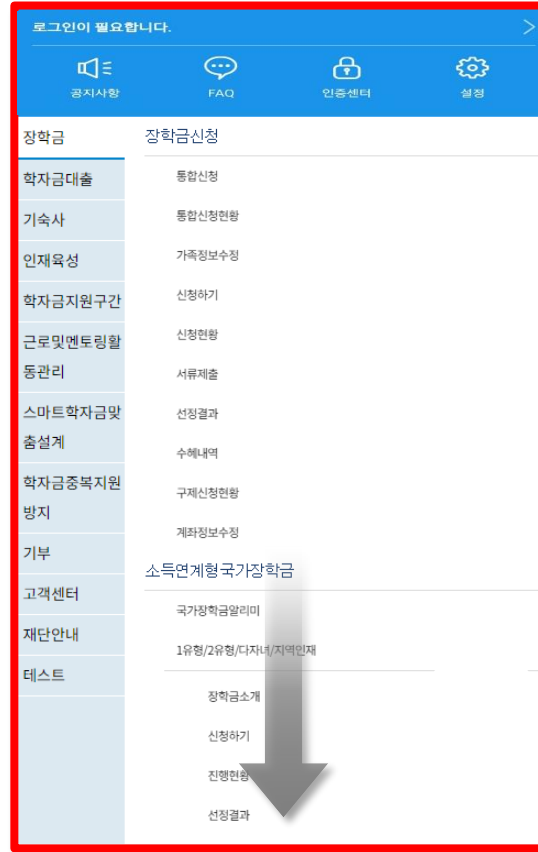 로그인이 필요합니다.
공지사항
FAQ
인증센터
설정
장학금
학자금대출
기숙사
인재육성
학자금지원구간
근로및멘토링활
동관리
스마트학자금맞
춤설계
학자금중복지원
방지
기부
고객센터
재단안내
테스트
장학금신청
통합신청
통합신청현황
가족정보수정
신청하기
신청현황
서류제출
선정결과
수혜내역
구제신청현황
계좌정보수정
소득연계형국가장학금
국가장학금알리미
1유형/2유형/다자녀/지역인재
장학금소개
신청하기
진행현황
선정결과